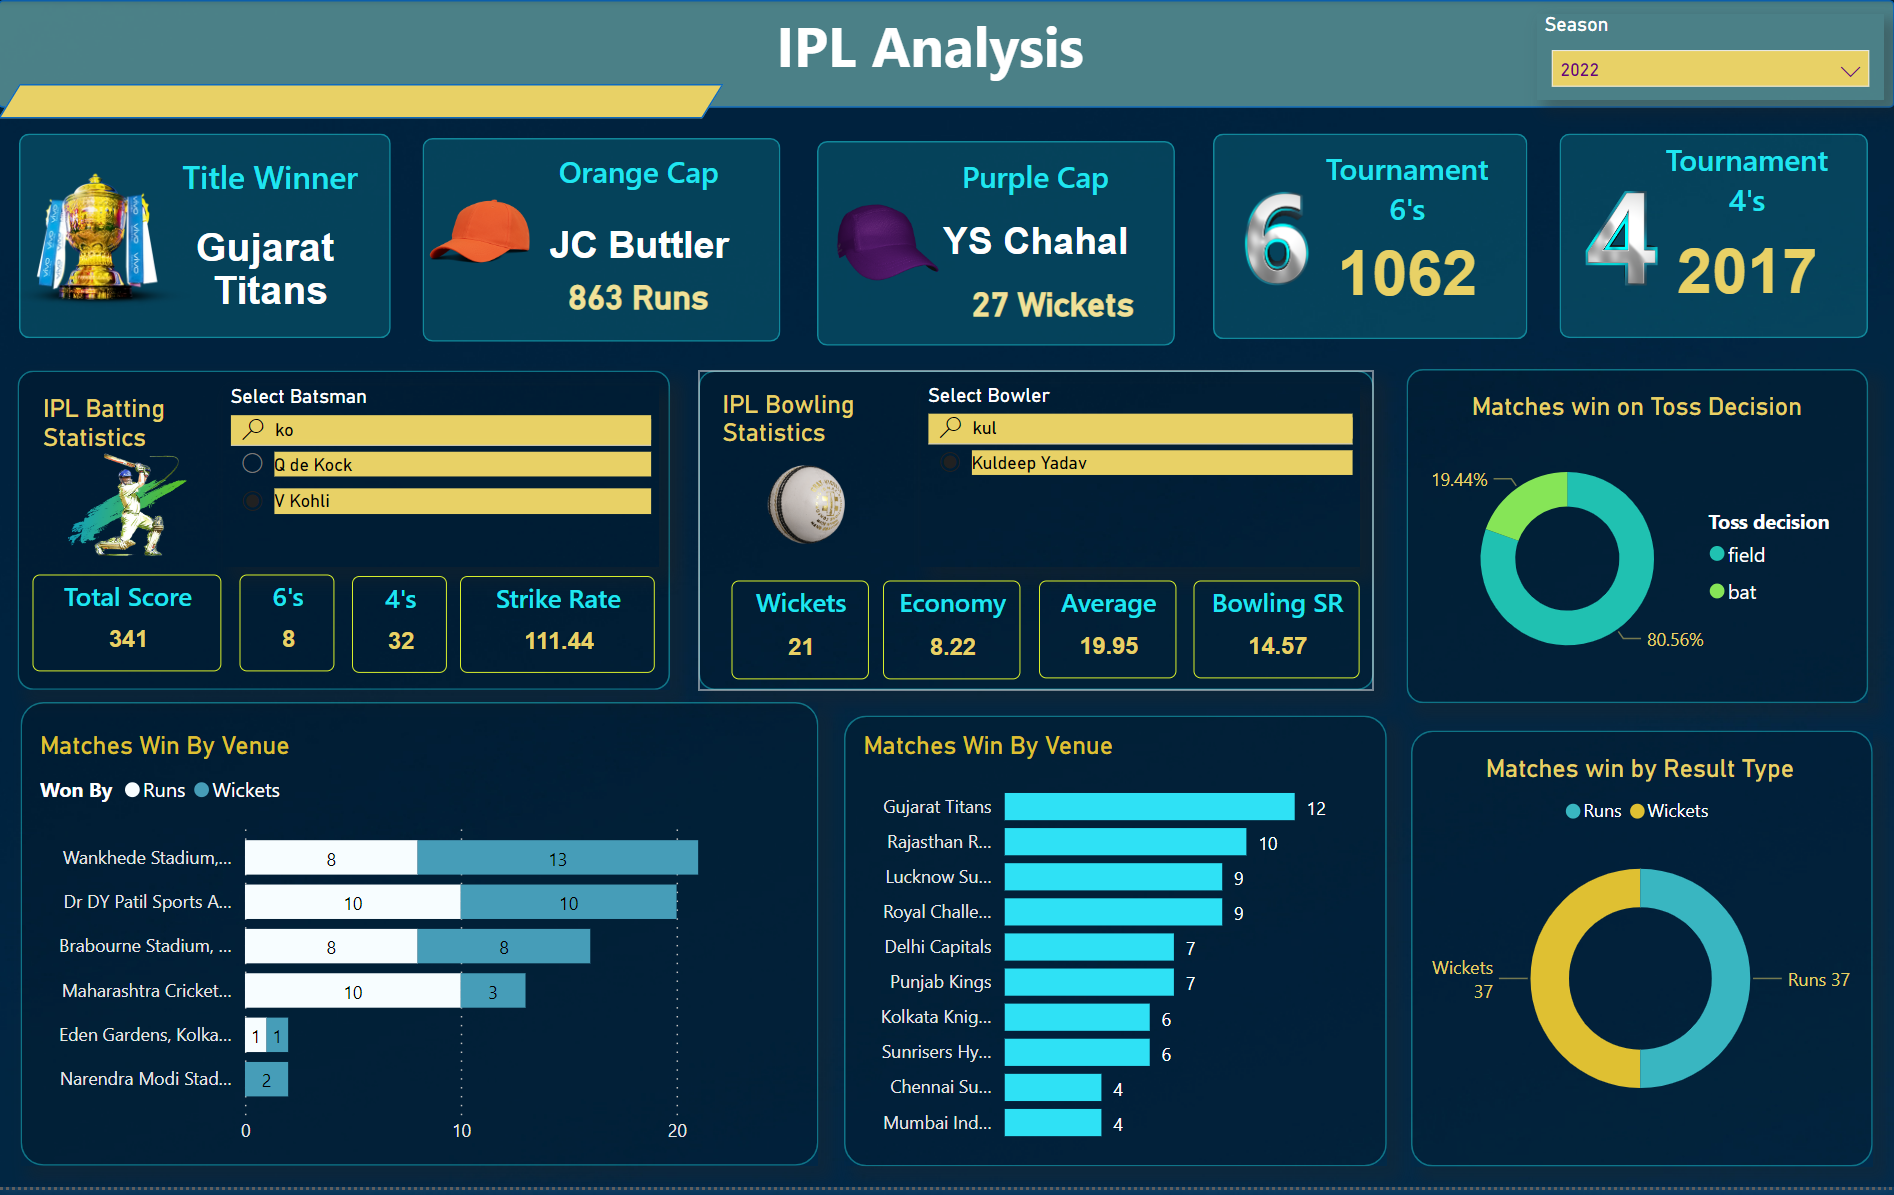 IPL Analysis
Season
2022
Title Winner
Gujarat
Titans
Orange Cap
JC Buttler
863 Runs
Purple Cap
YS Chahal
27 Wickets
6
Tournament
6's
1062
4
Tournament
4's
2017
IPL Batting
Statistics
Select Batsman
ko
Q de Kock
V Kohli
Total Score
341
6's
8
4's
32
Strike Rate
111.44
IPL Bowling
Statistics
Select Bowler
kul
Kuldeep Yadav
Wickets
21
Economy
8.22
Average
19.95
Bowling SR
14.57
Matches win on Toss Decision
19.44%
80.56%
Toss decision
field
bat
Matches Win By Venue
Won By Runs Wickets
Wankhede Stadium,... 8 13
Dr DY Patil Sports A... 10 10
Brabourne Stadium, ... 8 8
Maharashtra Cricket... 10 3
Eden Gardens, Kolka... 1 1
Narendra Modi Stad... 2
0 10 20
Matches Win By Venue
Gujarat Titans 12
Rajasthan R... 10
Lucknow Su... 9
Royal Challe... 9
Delhi Capitals 7
Punjab Kings 7
Kolkata Knig... 6
Sunrisers Hy... 6
Chennai Su... 4
Mumbai Ind... 4
Matches win by Result Type
Runs Wickets
Wickets
37
Runs 37